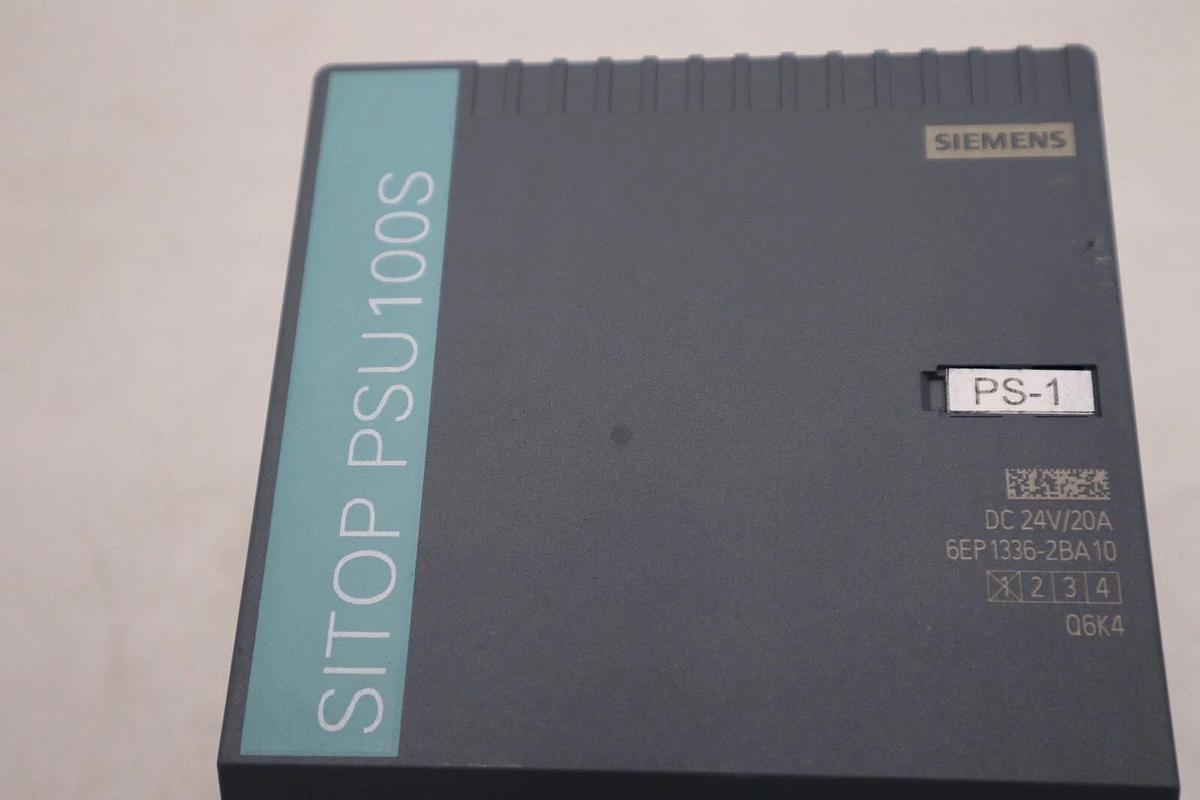 SITOP PSU100S
SIEMENS
PS-1
DC 24V/20A
6EP1336-2BA10
1 2 3 4
Q6K4